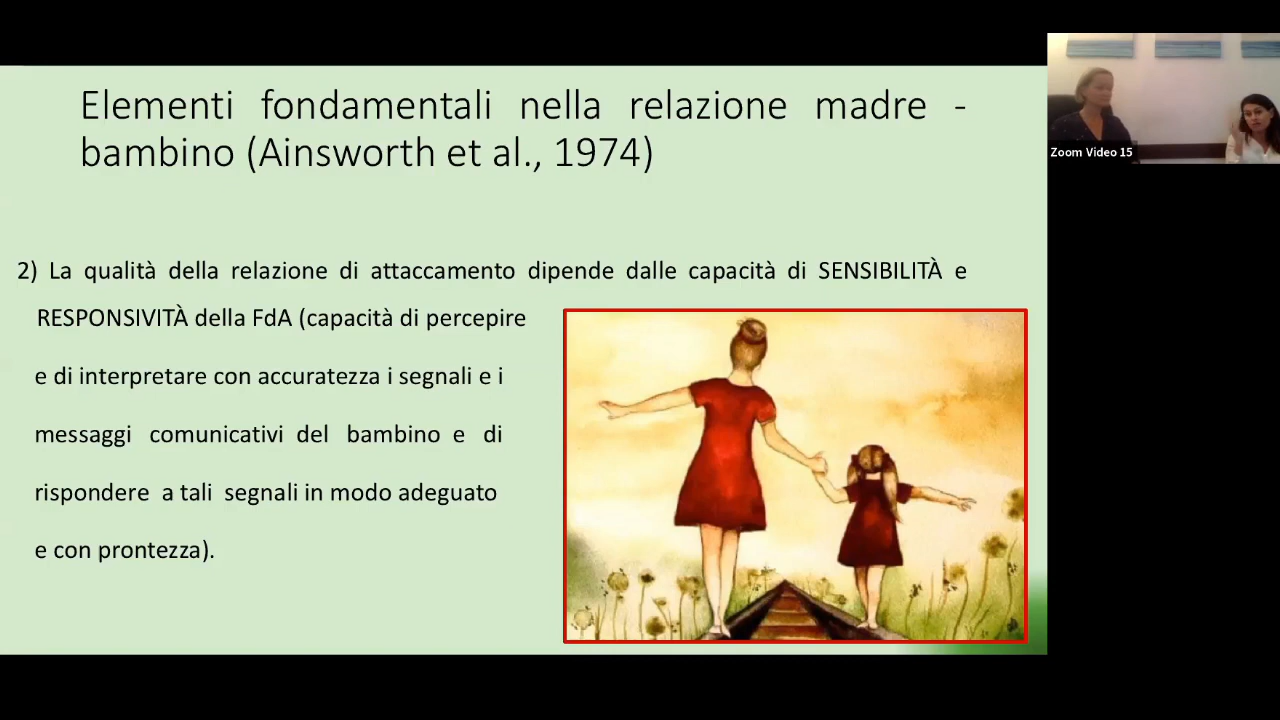 Elementi fondamentali nella relazione madre -
bambino (Ainsworth et al., 1974)
2) La qualità della relazione di attaccamento dipende dalle capacità di SENSIBILITÀ e
RESPONSIVITÀ della FdA (capacità di percepire
e di interpretare con accuratezza i segnali e i
messaggi comunicativi del bambino e di
rispondere a tali segnali in modo adeguato
e con prontezza).
Zoom Video 15